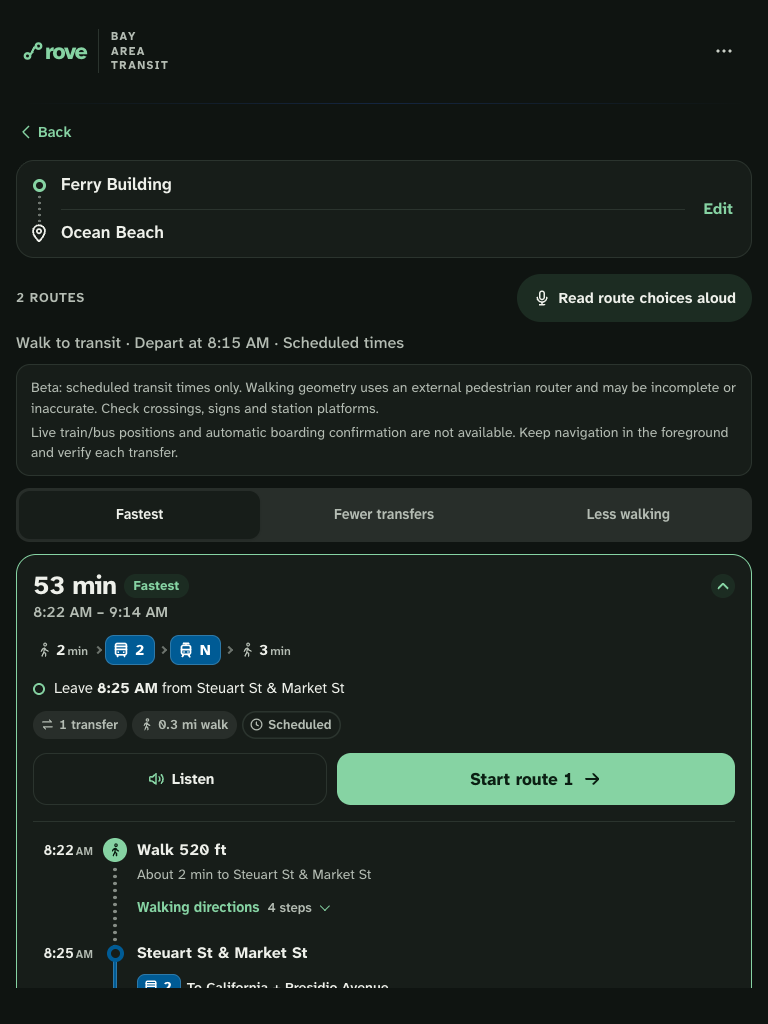 rove
BAY
AREA
TRANSIT
Back
Ferry Building
Edit
Ocean Beach
2 ROUTES
Read route choices aloud
Walk to transit · Depart at 8:15 AM · Scheduled times
Beta: scheduled transit times only. Walking geometry uses an external pedestrian router and may be incomplete or
inaccurate. Check crossings, signs and station platforms.
Live train/bus positions and automatic boarding confirmation are not available. Keep navigation in the foreground
and verify each transfer.
Fastest Fewer transfers Less walking
53 min Fastest
8:22 AM – 9:14 AM
2 min 2 N 3 min
Leave 8:25 AM from Steuart St & Market St
1 transfer 0.3 mi walk Scheduled
Listen Start route 1 →
8:22 AM Walk 520 ft
About 2 min to Steuart St & Market St
Walking directions 4 steps
8:25 AM Steuart St & Market St
2 To California + Presidio Avenue